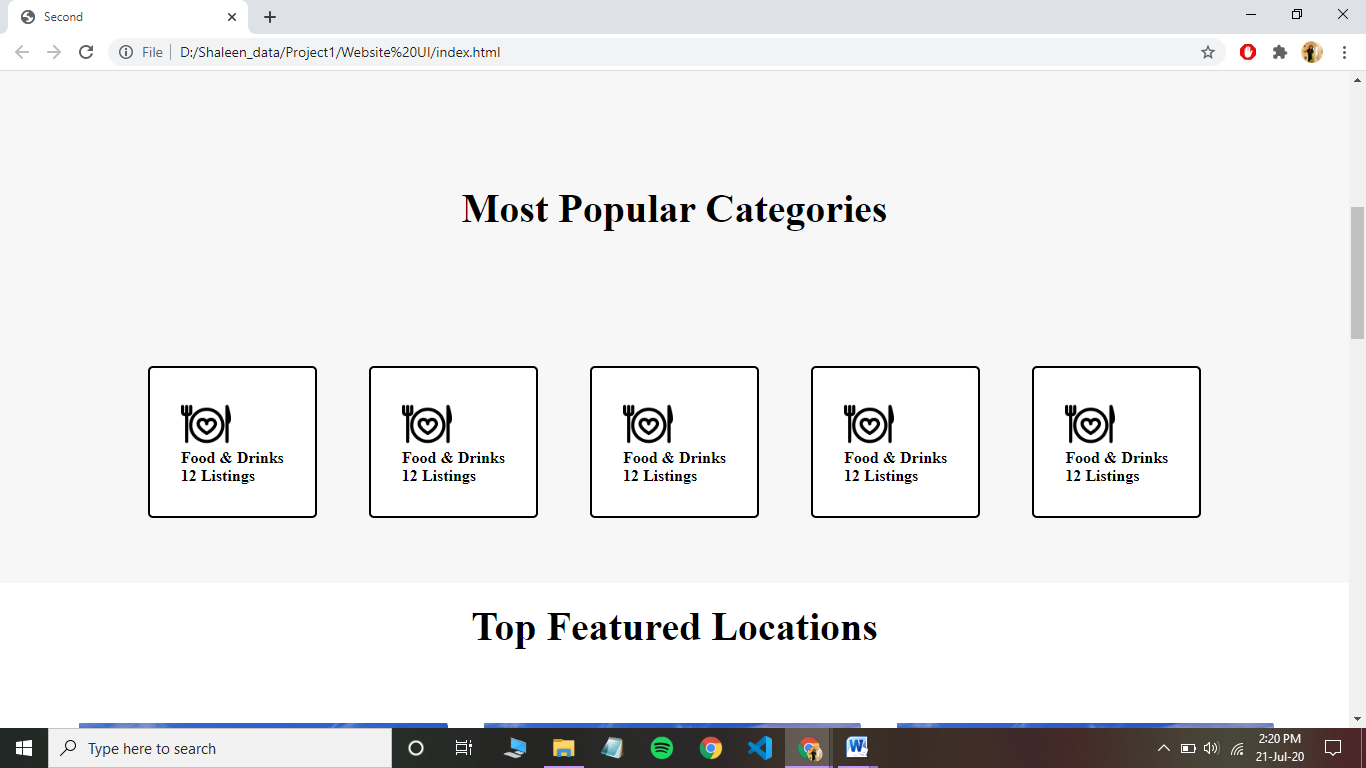 Second
File
D:/Shaleen_data/Project1/Website%20UI/index.html
Most Popular Categories
Food & Drinks
12 Listings
Food & Drinks
12 Listings
Food & Drinks
12 Listings
Food & Drinks
12 Listings
Food & Drinks
12 Listings
Top Featured Locations
Type here to search
W
2:20 PM
21-Jul-20